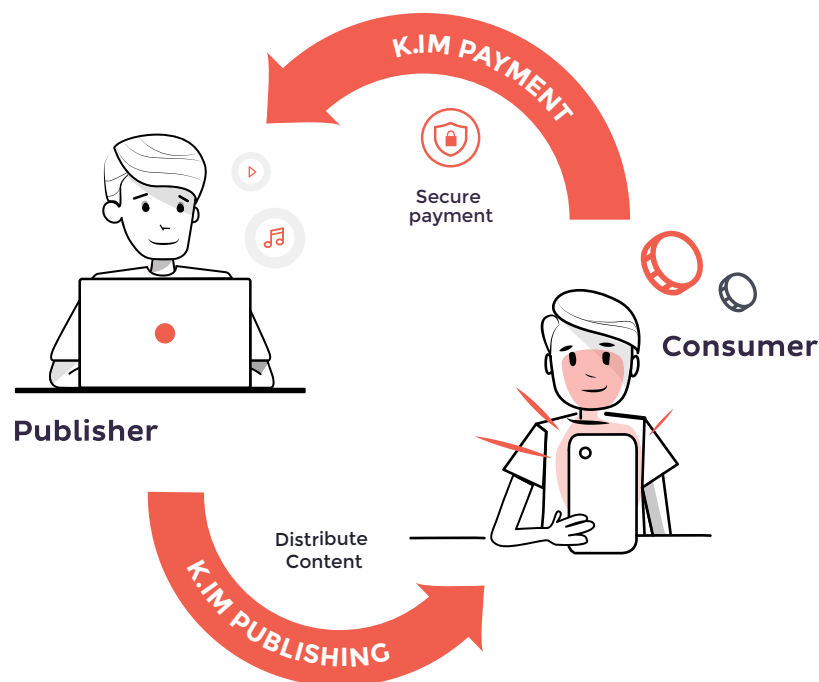 K.IM PAYMENT
Secure
payment
Consumer
Publisher
Distribute
Content
K.IM PUBLISHING